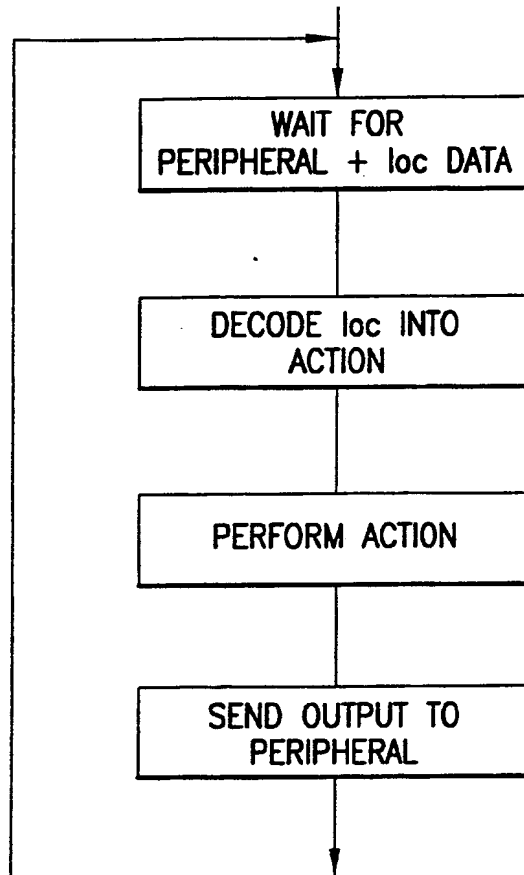 WAIT FOR
PERIPHERAL + loc DATA
DECODE loc INTO
ACTION
PERFORM ACTION
SEND OUTPUT TO
PERIPHERAL